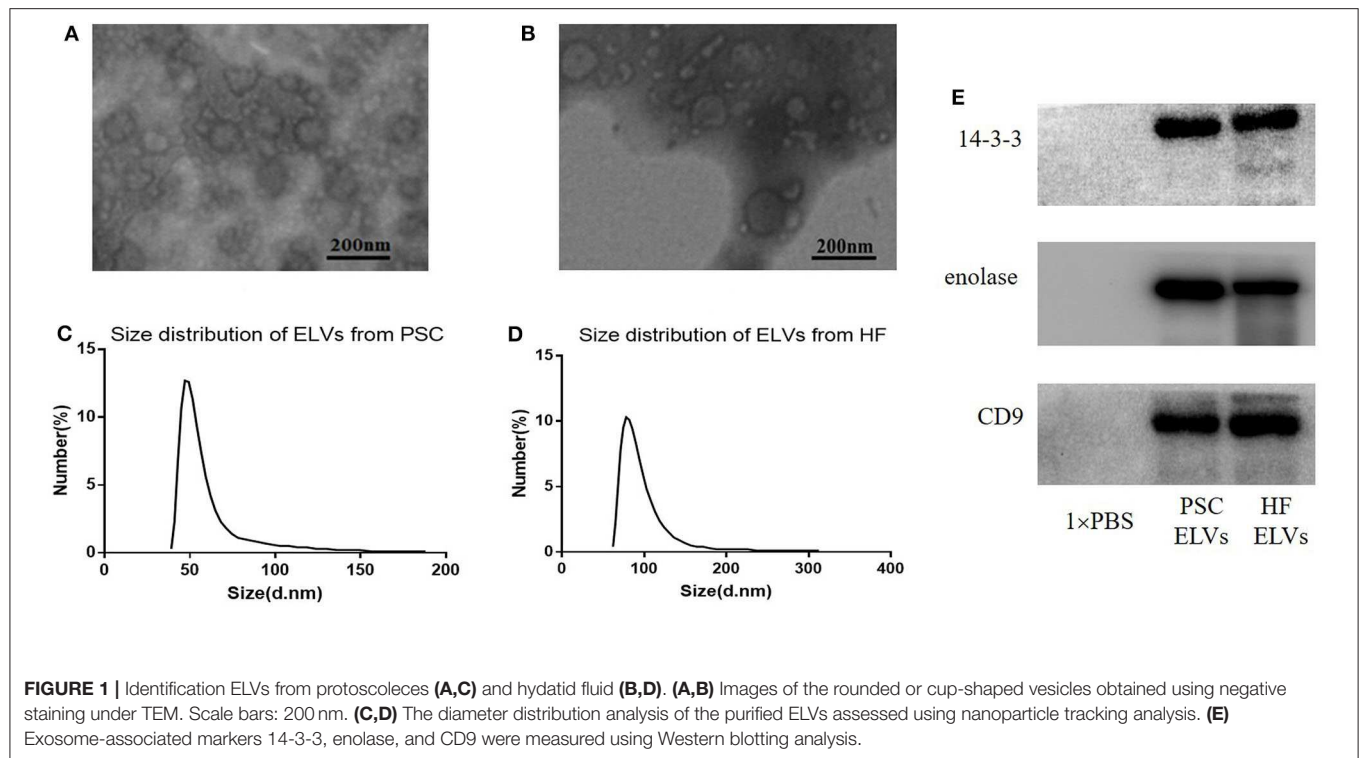 A
200nm
B
200nm
C
Size distribution of ELVs from PSC
15
10
5
0
Number(%)
0 50 100 150 200
Size(d.nm)
D
Size distribution of ELVs from HF
15
10
5
0
Number(%)
0 100 200 300 400
Size(d.nm)
E
14-3-3
enolase
CD9
1×PBS
PSC
ELVs
HF
ELVs
FIGURE 1 | Identification ELVs from protoscoleces (A,C) and hydatid fluid (B,D). (A,B) Images of the rounded or cup-shaped vesicles obtained using negative
staining under TEM. Scale bars: 200 nm. (C,D) The diameter distribution analysis of the purified ELVs assessed using nanoparticle tracking analysis. (E)
Exosome-associated markers 14-3-3, enolase, and CD9 were measured using Western blotting analysis.